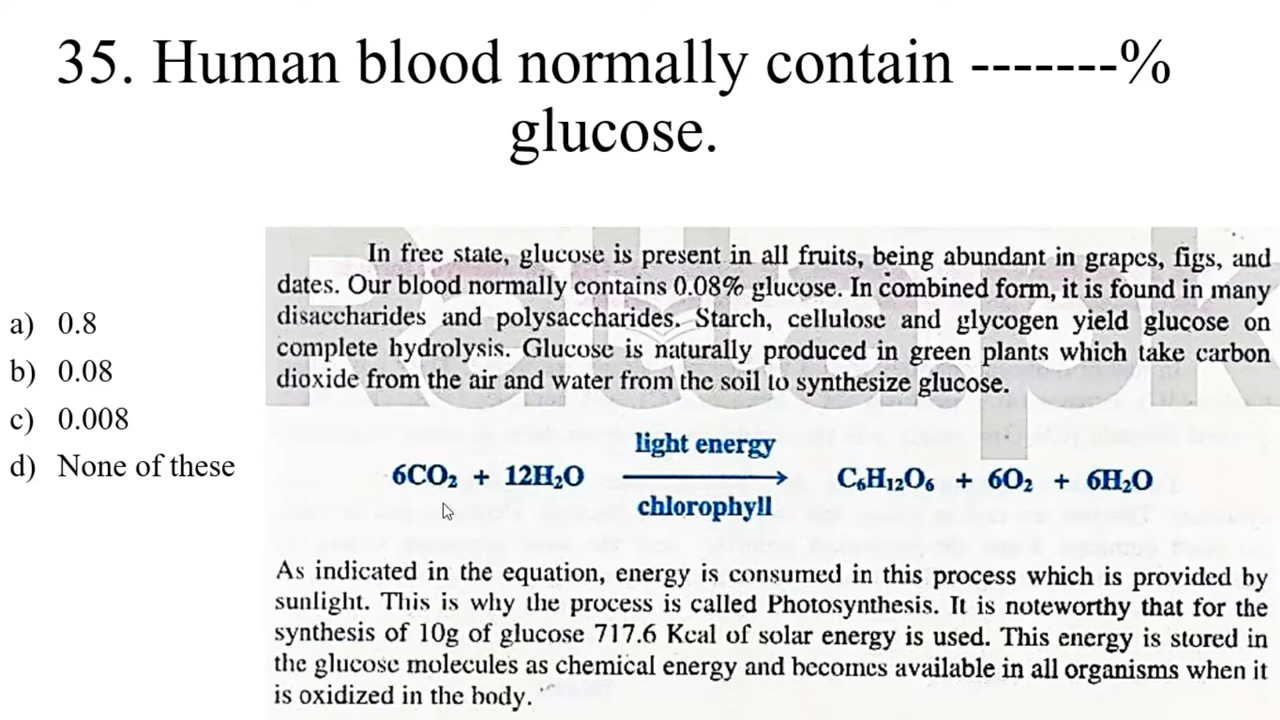 35. Human blood normally contain -------%
glucose.
a) 0.8
b) 0.08
c) 0.008
d) None of these
In free state, glucose is present in all fruits, being abundant in grapes, figs, and
dates. Our blood normally contains 0.08% glucose. In combined form, it is found in many
disaccharides and polysaccharides. Starch, cellulose and glycogen yield glucose on
complete hydrolysis. Glucose is naturally produced in green plants which take carbon
dioxide from the air and water from the soil to synthesize glucose.
light energy
6CO₂ + 12H₂O → C₆H₁₂O₆ + 6O₂ + 6H₂O
chlorophyll
As indicated in the equation, energy is consumed in this process which is provided by
sunlight. This is why the process is called Photosynthesis. It is noteworthy that for the
synthesis of 10g of glucose 717.6 Kcal of solar energy is used. This energy is stored in
the glucose molecules as chemical energy and becomes available in all organisms when it
is oxidized in the body.